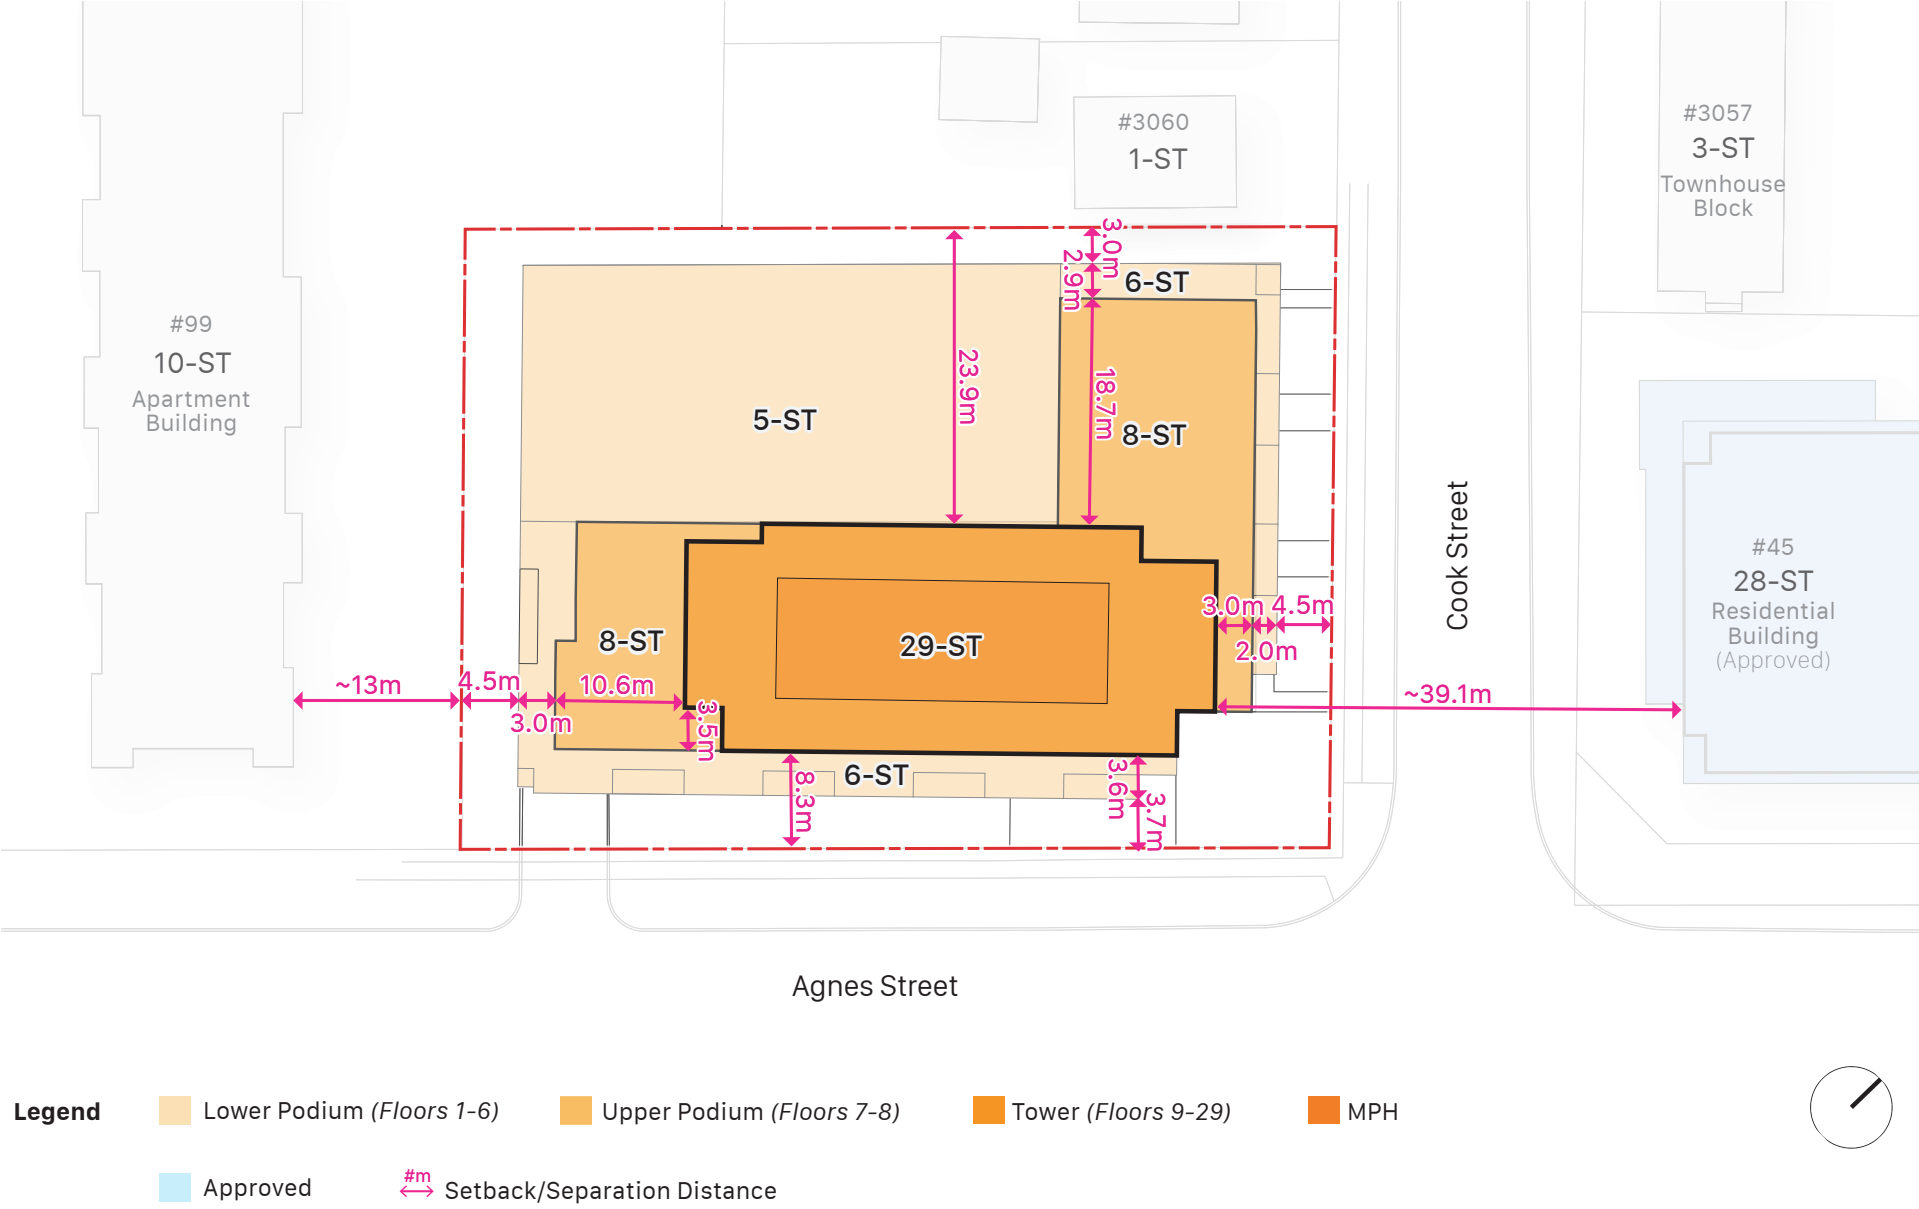 #3060
1-ST
#3057
3-ST
Townhouse
Block
3.0m
2.9m
6-ST
#99
10-ST
Apartment
Building
23.9m
18.7m
5-ST
8-ST
Cook Street
#45
28-ST
Residential
Building
(Approved)
3.0m
4.5m
2.0m
8-ST
29-ST
~13m
4.5m
10.6m
3.0m
3.5m
~39.1m
6-ST
8.3m
3.6m
3.7m
Agnes Street
Legend
Lower Podium (Floors 1-6)
Upper Podium (Floors 7-8)
Tower (Floors 9-29)
MPH
Approved
#m
Setback/Separation Distance